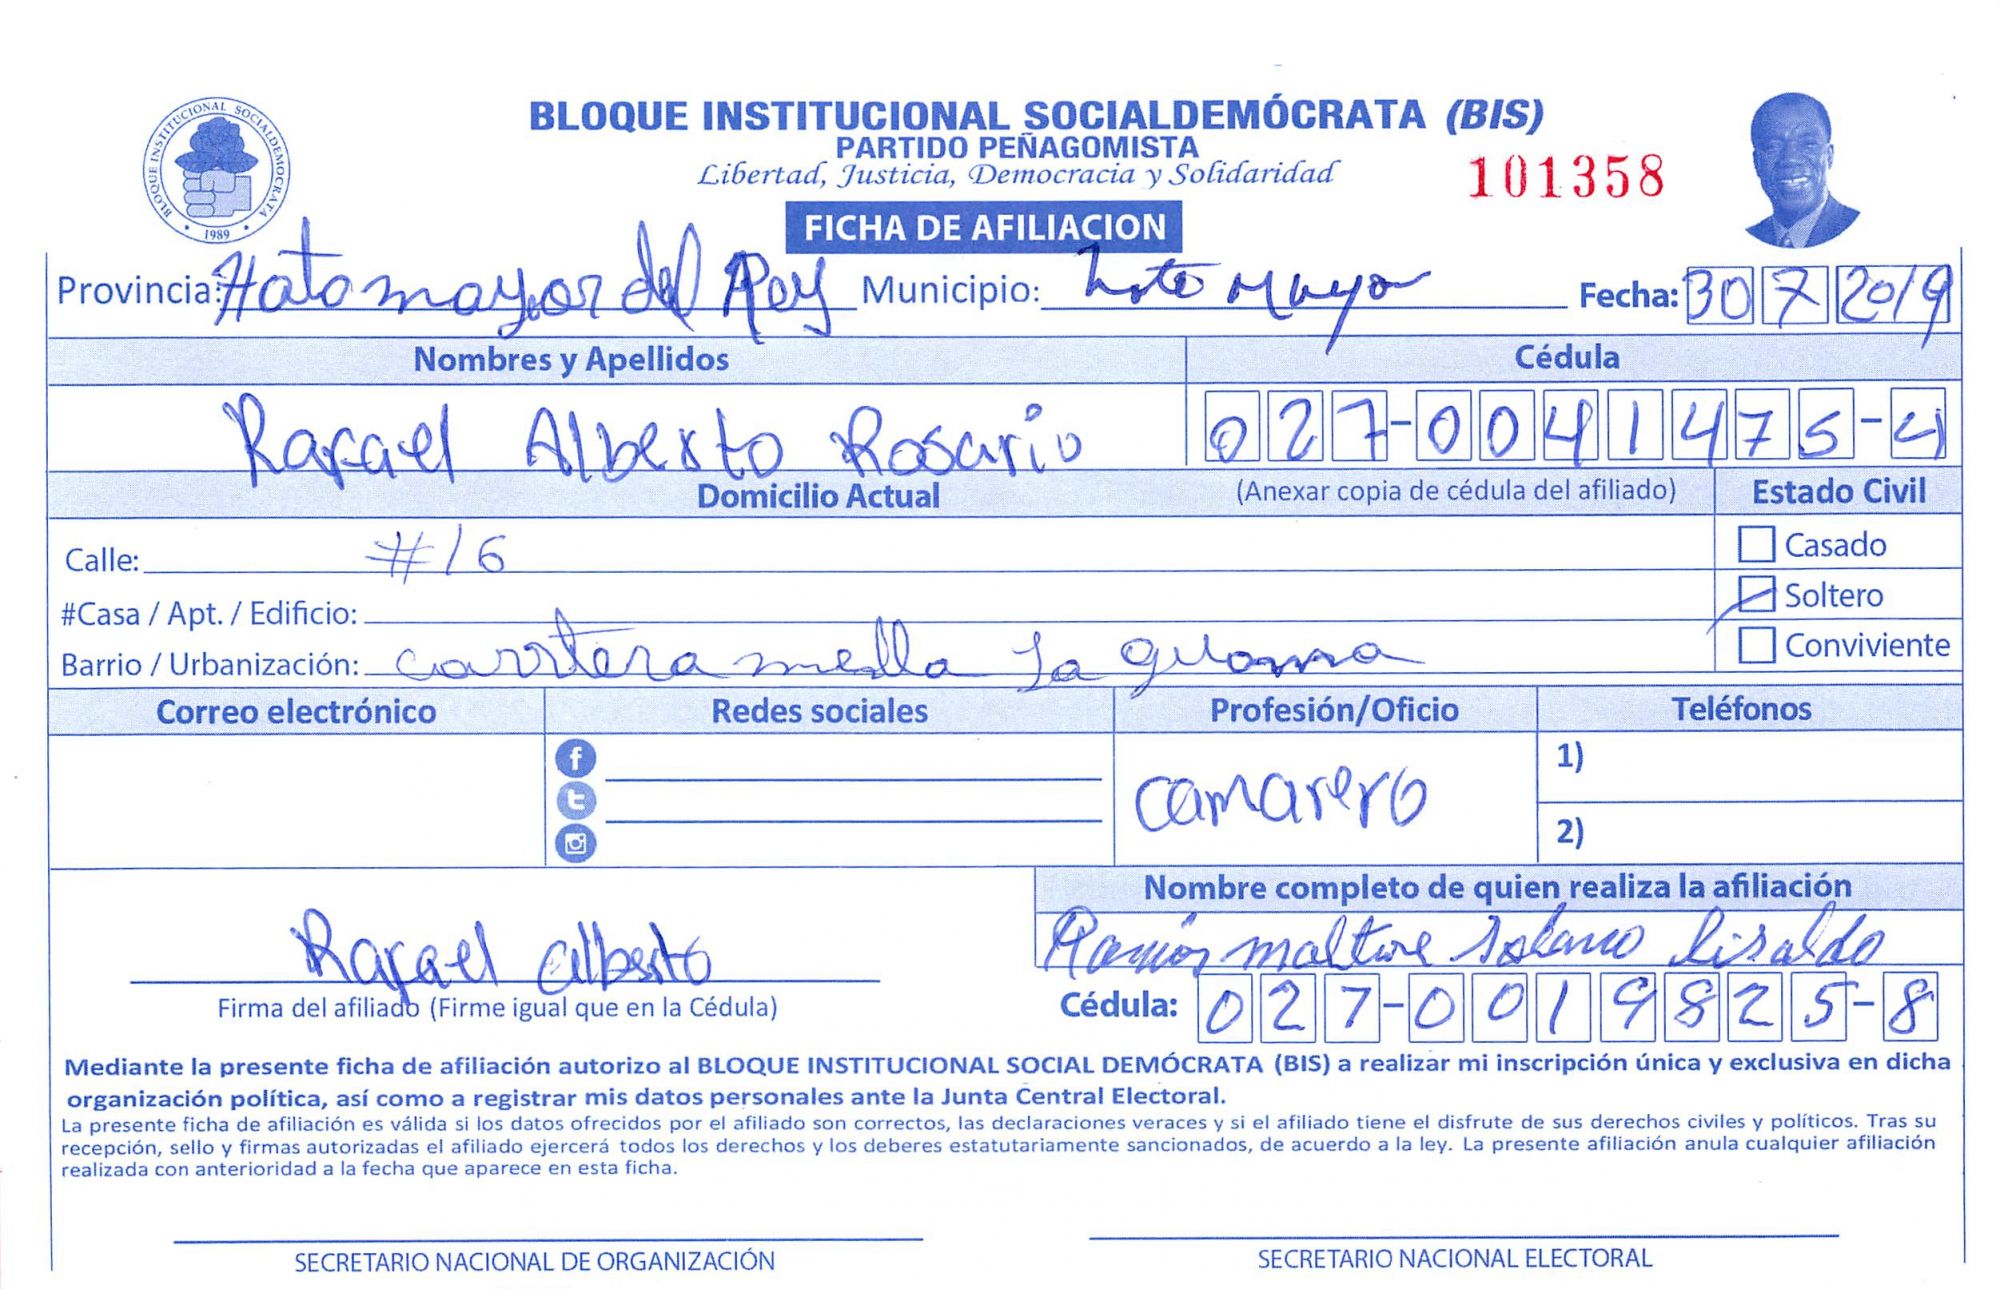 BLOQUE INSTITUCIONAL SOCIALDEMOCRATA
1989
BLOQUE INSTITUCIONAL SOCIALDEMÓCRATA (BIS)
PARTIDO PEÑAGOMISTA
Libertad, Justicia, Democracia y Solidaridad
101358
FICHA DE AFILIACION
Provincia: Hato mayor del Rey Municipio: Hato Mayor Fecha: 30 7 2019
Nombres y Apellidos Cédula
Rafael Alberto Rosario 027-0041475-4
Domicilio Actual (Anexar copia de cédula del afiliado) Estado Civil
Calle: #16 Casado
#Casa / Apt. / Edificio: Soltero
Barrio / Urbanización: carrtera mella La Conviviente
Correo electrónico Redes sociales Profesión/Oficio Teléfonos
camarero
1)
2)
Nombre completo de quien realiza la afiliación
Ramón Solano Lisaldo
Rafael alberto
Firma del afiliado (Firme igual que en la Cédula)
Cédula: 027-0019825-8
Mediante la presente ficha de afiliación autorizo al BLOQUE INSTITUCIONAL SOCIAL DEMÓCRATA (BIS) a realizar mi inscripción única y exclusiva en dicha
organización política, así como a registrar mis datos personales ante la Junta Central Electoral.
La presente ficha de afiliación es válida si los datos ofrecidos por el afiliado son correctos, las declaraciones veraces y si el afiliado tiene el disfrute de sus derechos civiles y políticos. Tras su
recepción, sello y firmas autorizadas el afiliado ejercerá todos los derechos y los deberes estatutariamente sancionados, de acuerdo a la ley. La presente afiliación anula cualquier afiliación
realizada con anterioridad a la fecha que aparece en esta ficha.
SECRETARIO NACIONAL DE ORGANIZACIÓN SECRETARIO NACIONAL ELECTORAL